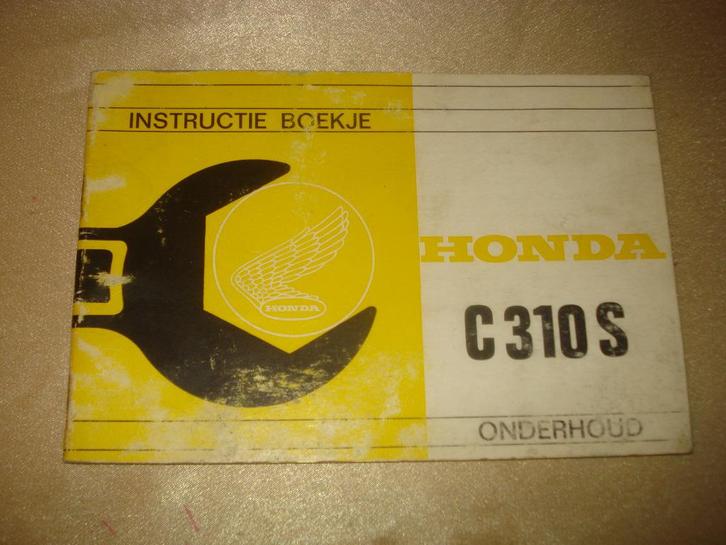 INSTRUCTIE BOEKJE
HONDA
HONDA
C 310 S
ONDERHOUD